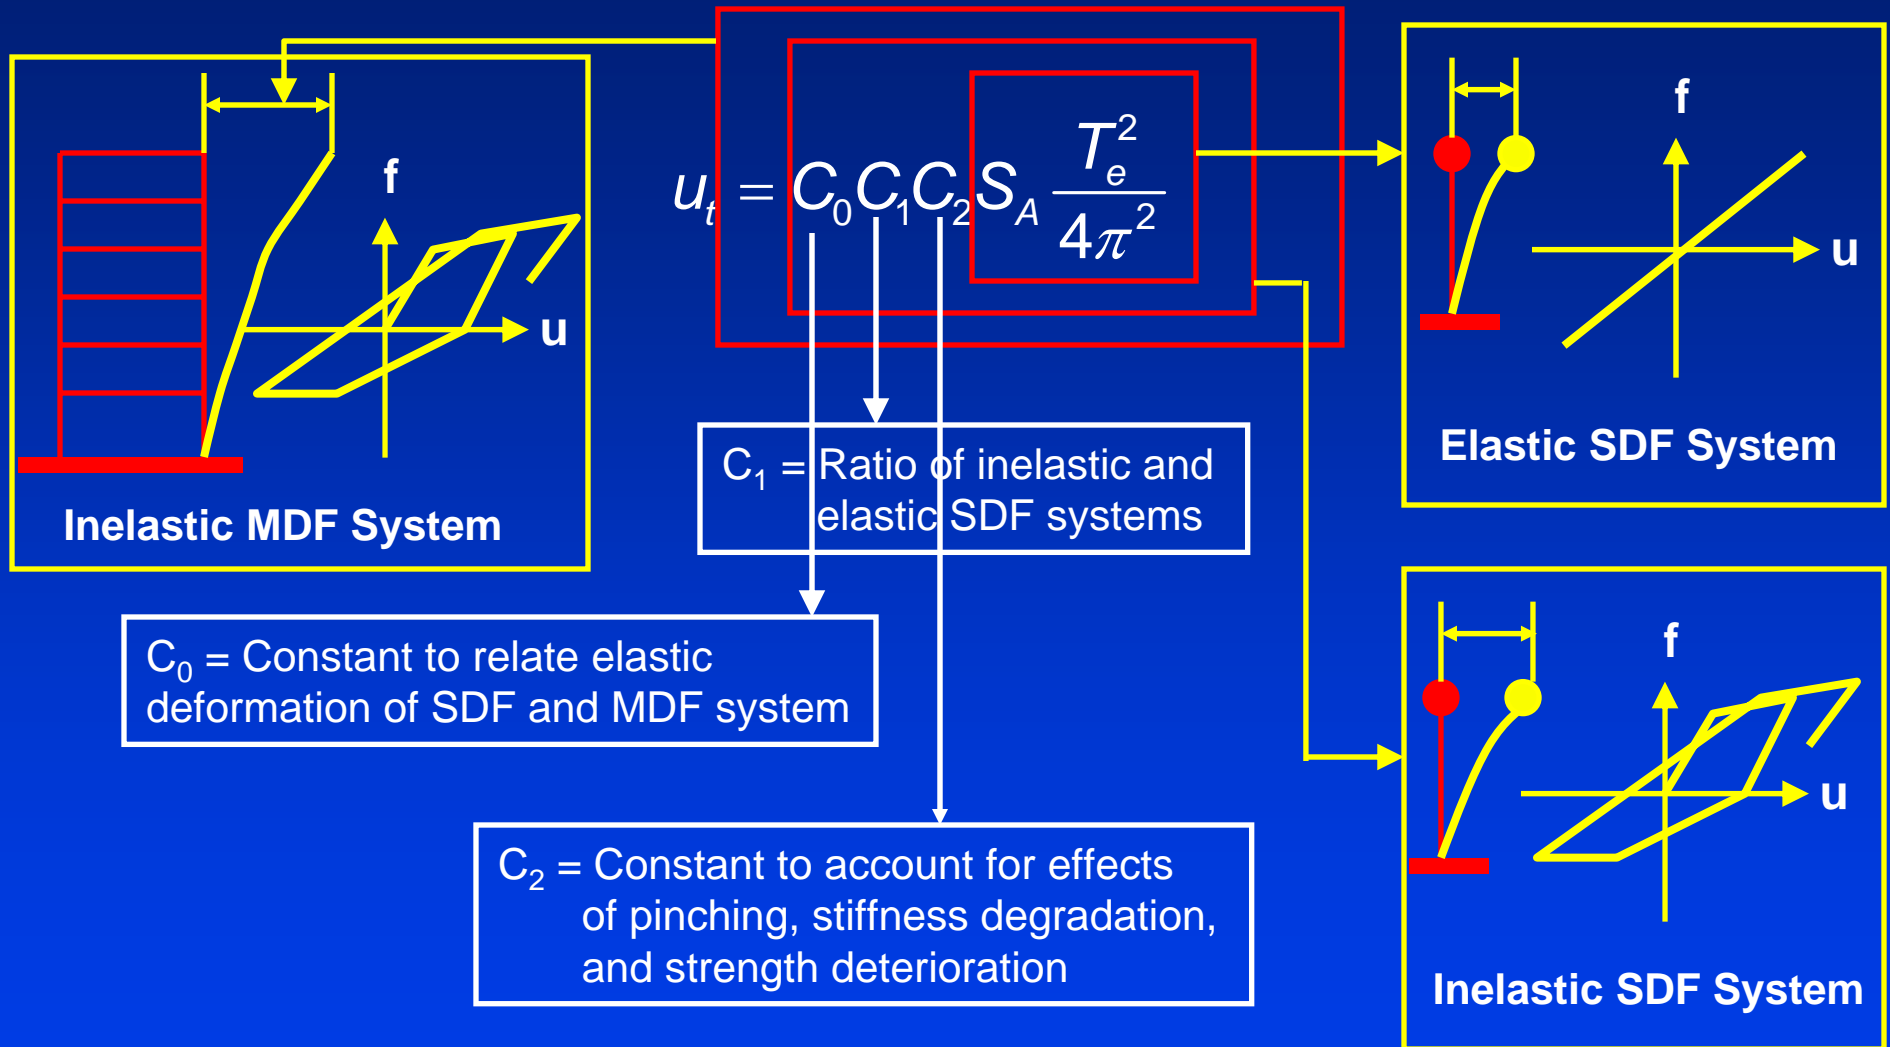 f
u
Inelastic MDF System
u_t = C_0 C_1 C_2 S_A T_e^2 / 4π^2
C_1 = Ratio of inelastic and
elastic SDF systems
C_0 = Constant to relate elastic
deformation of SDF and MDF system
C_2 = Constant to account for effects
of pinching, stiffness degradation,
and strength deterioration
f
u
Elastic SDF System
f
u
Inelastic SDF System